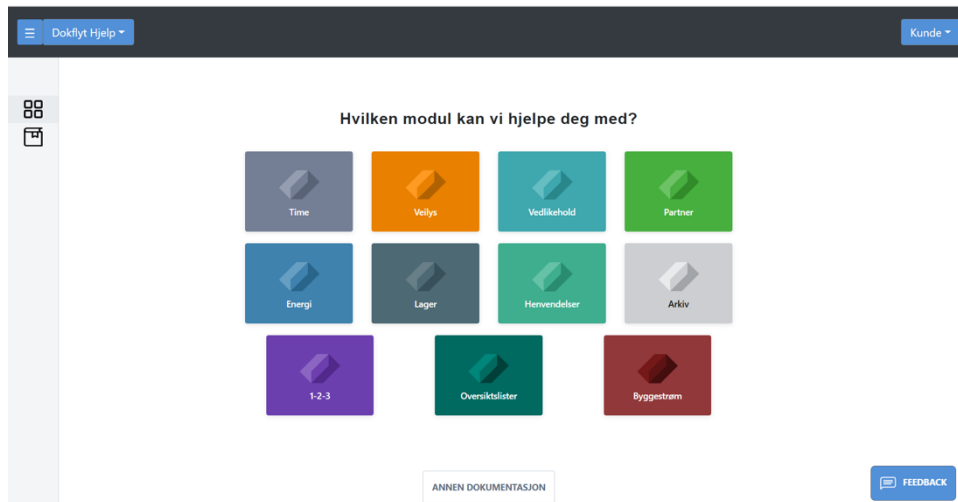 Dokflyt Hjelp
Kunde
Hvilken modul kan vi hjelpe deg med?
Time
Veilys
Vedlikehold
Partner
Energi
Lager
Henvendelser
Arkiv
1-2-3
Oversiktslister
Byggestrøm
ANNEN DOKUMENTASJON
FEEDBACK